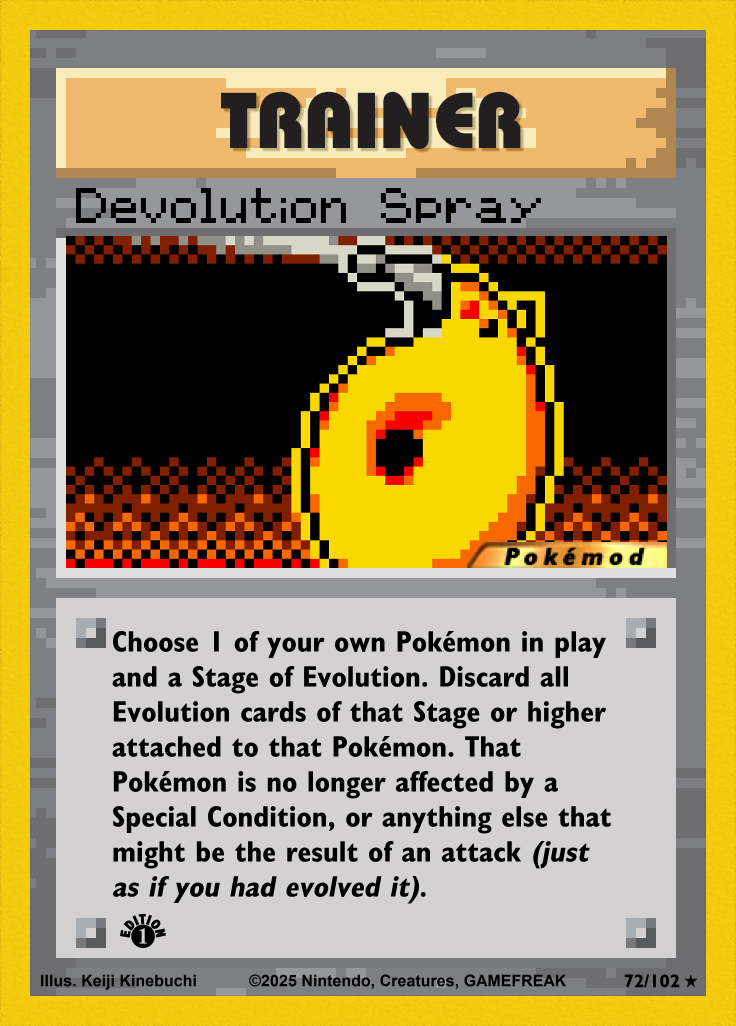 TRAINER
Devolution Spray
Pokémod
Choose 1 of your own Pokémon in play
and a Stage of Evolution. Discard all
Evolution cards of that Stage or higher
attached to that Pokémon. That
Pokémon is no longer affected by a
Special Condition, or anything else that
might be the result of an attack (just
as if you had evolved it).
EDITION
1
Illus. Keiji Kinebuchi ©2025 Nintendo, Creatures, GAMEFREAK 72/102 ★